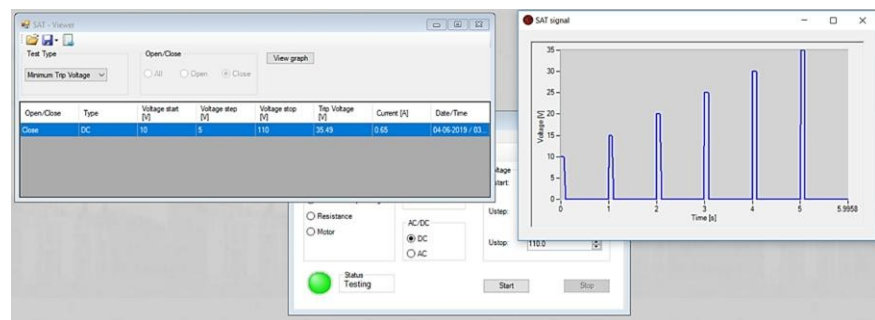 SAT - Viewer
Test Type
Minimum Trip Voltage
Open/Close
All
Open
Close
View graph
Open/Close Type Voltage start [V] Voltage step [V] Voltage stop [V] Trip Voltage [V] Current [A] Date/Time
Close DC 10 5 110 35.49 0.65 04-06-2019 / 03...
Resistance
Motor
AC/DC
DC
AC
Ustep:
Ustop: 110.0
Status
Testing
Start
Stop
SAT signal
Voltage [V]
35
30
25
20
15
10
5
0
0 1 2 3 4 5 5.9958
Time [s]